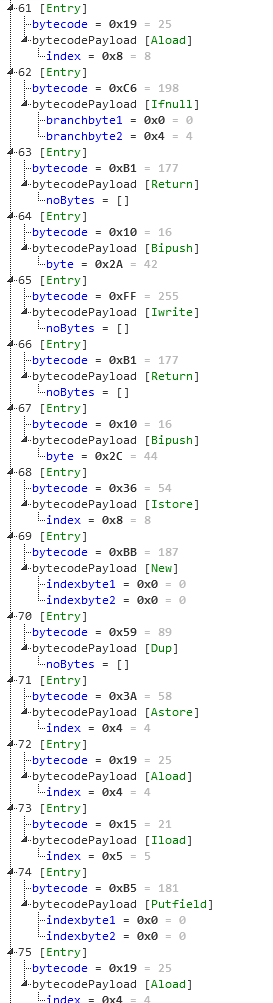 61 [Entry]
bytecode = 0x19 = 25
bytecodePayload [Aload]
index = 0x8 = 8
62 [Entry]
bytecode = 0xC6 = 198
bytecodePayload [Ifnull]
branchbyte1 = 0x0 = 0
branchbyte2 = 0x4 = 4
63 [Entry]
bytecode = 0xB1 = 177
bytecodePayload [Return]
noBytes = []
64 [Entry]
bytecode = 0x10 = 16
bytecodePayload [Bipush]
byte = 0x2A = 42
65 [Entry]
bytecode = 0xFF = 255
bytecodePayload [Iwrite]
noBytes = []
66 [Entry]
bytecode = 0xB1 = 177
bytecodePayload [Return]
noBytes = []
67 [Entry]
bytecode = 0x10 = 16
bytecodePayload [Bipush]
byte = 0x2C = 44
68 [Entry]
bytecode = 0x36 = 54
bytecodePayload [Istore]
index = 0x8 = 8
69 [Entry]
bytecode = 0xBB = 187
bytecodePayload [New]
indexbyte1 = 0x0 = 0
indexbyte2 = 0x0 = 0
70 [Entry]
bytecode = 0x59 = 89
bytecodePayload [Dup]
noBytes = []
71 [Entry]
bytecode = 0x3A = 58
bytecodePayload [Astore]
index = 0x4 = 4
72 [Entry]
bytecode = 0x19 = 25
bytecodePayload [Aload]
index = 0x4 = 4
73 [Entry]
bytecode = 0x15 = 21
bytecodePayload [Iload]
index = 0x5 = 5
74 [Entry]
bytecode = 0xB5 = 181
bytecodePayload [Putfield]
indexbyte1 = 0x0 = 0
indexbyte2 = 0x0 = 0
75 [Entry]
bytecode = 0x19 = 25
bytecodePayload [Aload]
index = 0x4 = 4